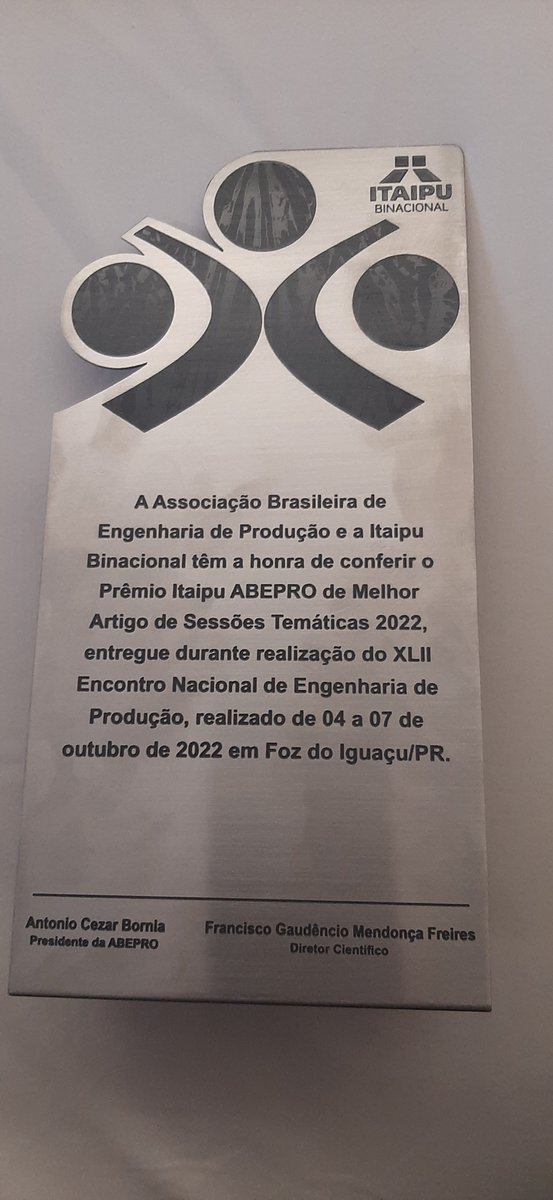 ITAIPU
BINACIONAL
A Associação Brasileira de
Engenharia de Produção e a Itaipu
Binacional têm a honra de conferir o
Prêmio Itaipu ABEPRO de Melhor
Artigo de Sessões Temáticas 2022,
entregue durante realização do XLII
Encontro Nacional de Engenharia de
Produção, realizado de 04 a 07 de
outubro de 2022 em Foz do Iguaçu/PR.
Antonio Cezar Bornia
Presidente da ABEPRO
Francisco Gaudêncio Mendonça Freires
Diretor Científico